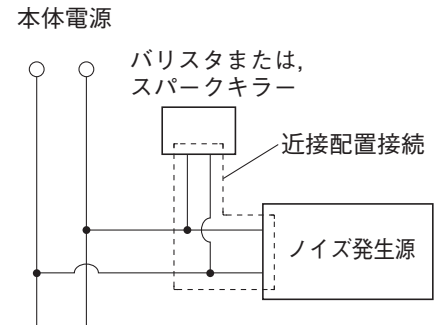 本体電源
バリスタまたは,
スパークキラー
近接配置接続
ノイズ発生源